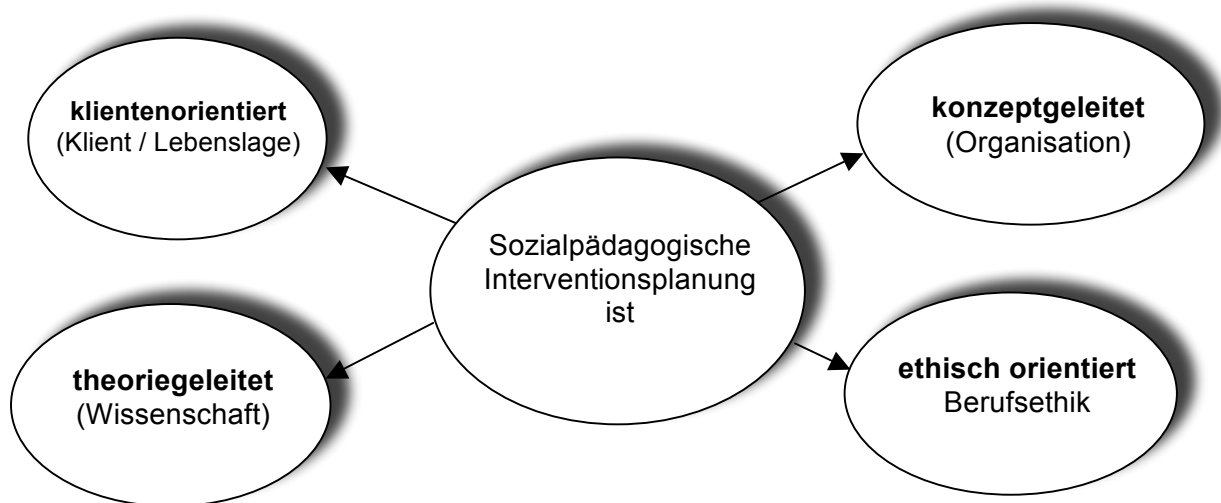 klientenorientiert
(Klient / Lebenslage)
konzeptgeleitet
(Organisation)
Sozialpädagogische
Interventionsplanung
ist
theoriegeleitet
(Wissenschaft)
ethisch orientiert
Berufsethik